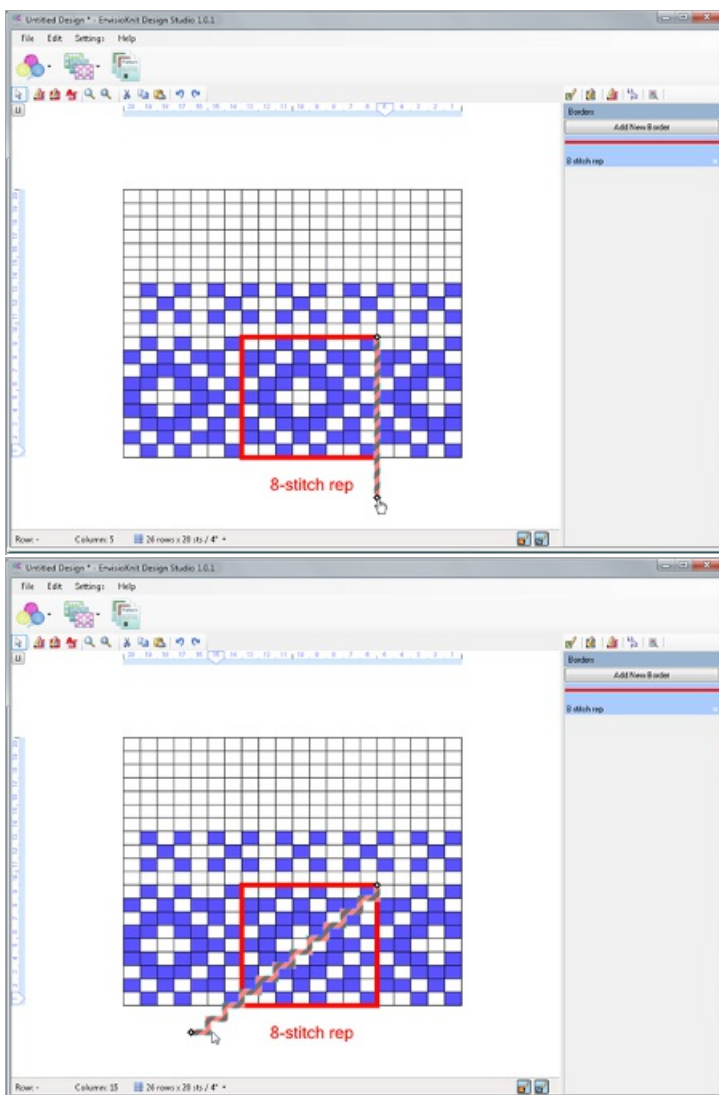 Untitled Design * - EnvisioKnit Design Studio 1.0.1
File Edit Settings Help
Borders
Add New Border
8 stitch rep
8-stitch rep
Row: - Column: 5 26 rows x 20 sts / 4"
Untitled Design * - EnvisioKnit Design Studio 1.0.1
File Edit Settings Help
Borders
Add New Border
8 stitch rep
8-stitch rep
Row: - Column: 15 26 rows x 20 sts / 4"